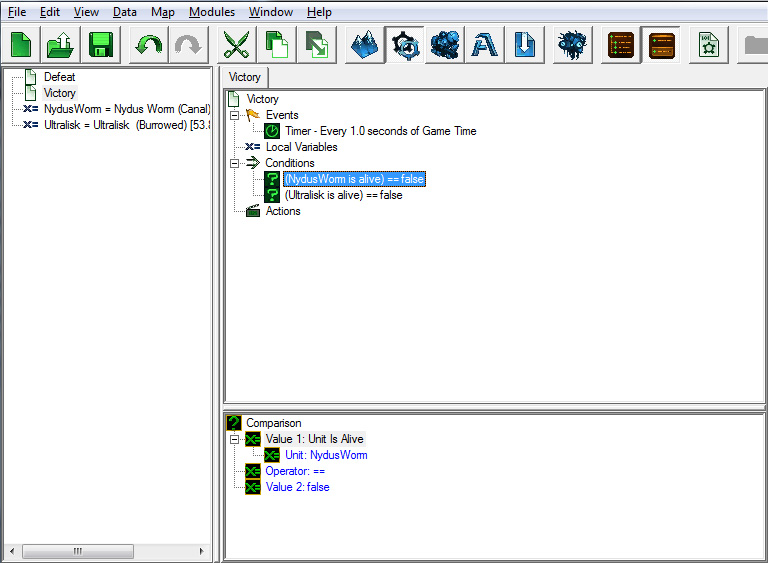 File Edit View Data Map Modules Window Help
Defeat
Victory
NydusWorm = Nydus Worm (Canal)
Ultralisk = Ultralisk (Burrowed) [53.8
Victory
Victory
Events
Timer - Every 1.0 seconds of Game Time
Local Variables
Conditions
(NydusWorm is alive) == false
(Ultralisk is alive) == false
Actions
Comparison
Value 1: Unit Is Alive
Unit: NydusWorm
Operator: ==
Value 2: false